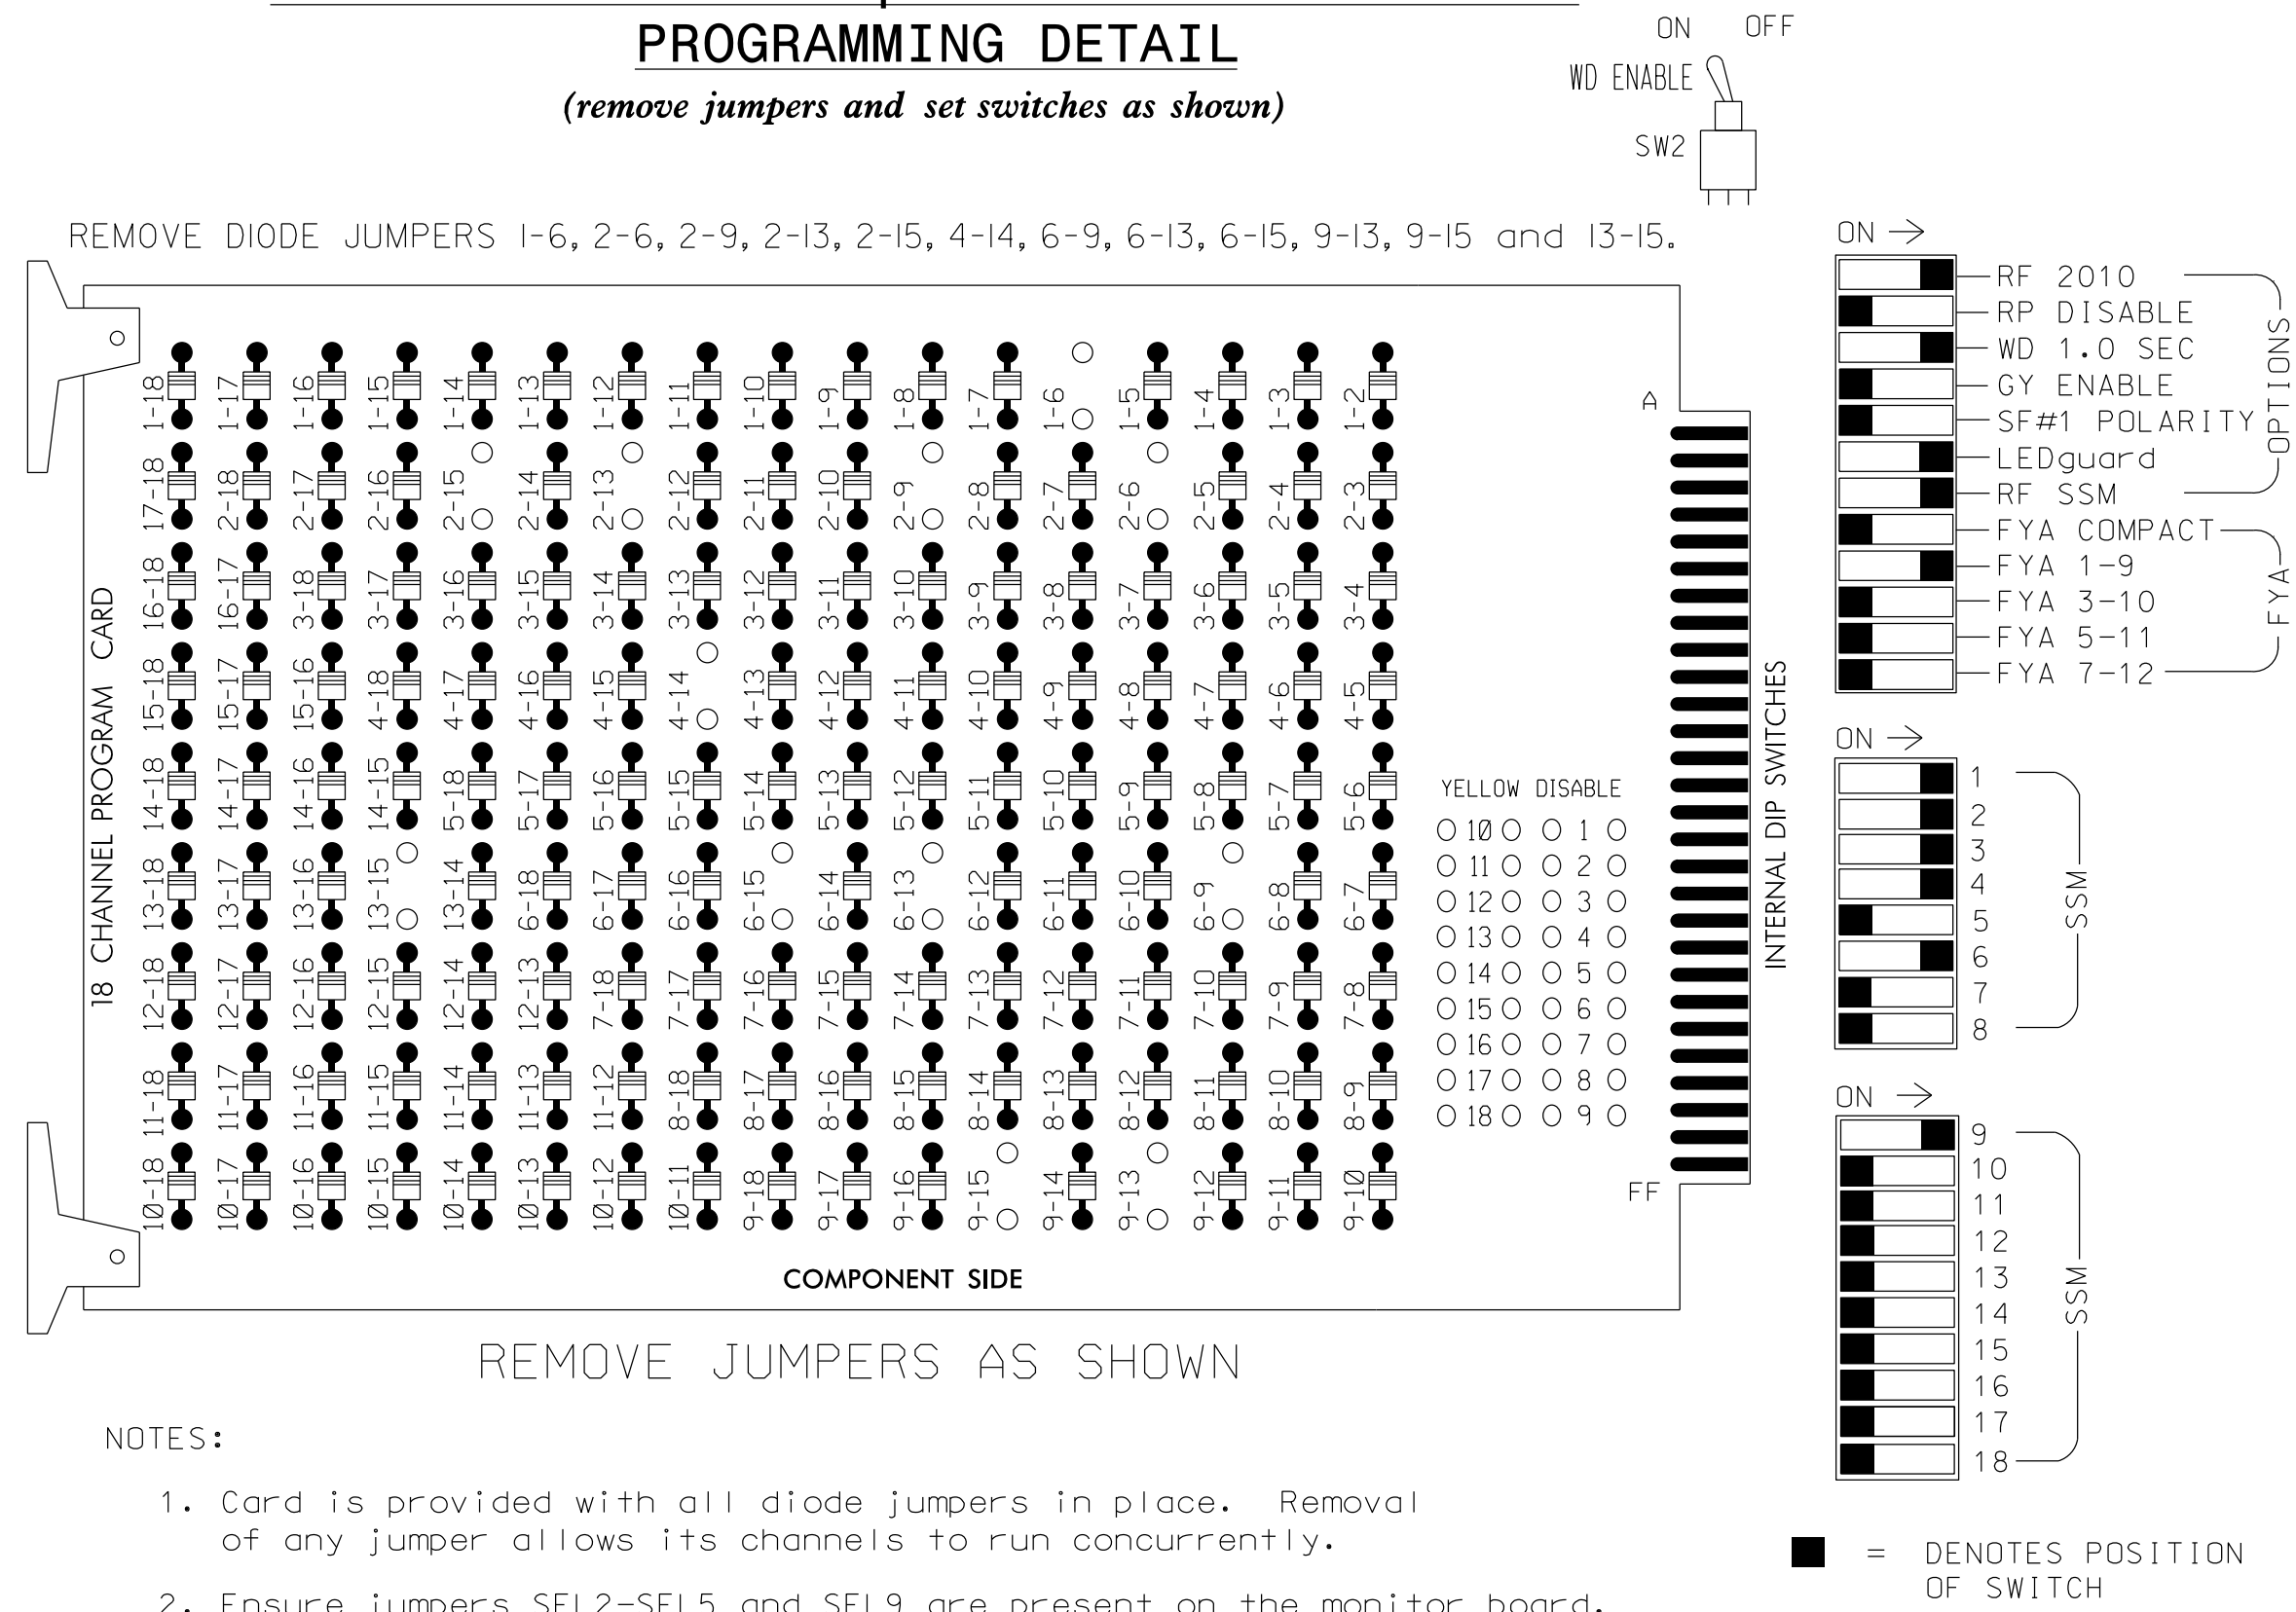 PROGRAMMING DETAIL
(remove jumpers and set switches as shown)
ON OFF
WD ENABLE
SW2
REMOVE DIODE JUMPERS 1-6, 2-6, 2-9, 2-13, 2-15, 4-14, 6-9, 6-13, 6-15, 9-13, 9-15 and 13-15.
18 CHANNEL PROGRAM CARD
1-18 1-17 1-16 1-15 1-14 1-13 1-12 1-11 1-10 1-9 1-8 1-7 1-6 1-5 1-4 1-3 1-2
17-18 2-18 2-17 2-16 2-15 2-14 2-13 2-12 2-11 2-10 2-9 2-8 2-7 2-6 2-5 2-4 2-3
16-18 16-17 3-18 3-17 3-16 3-15 3-14 3-13 3-12 3-11 3-10 3-9 3-8 3-7 3-6 3-5 3-4
15-18 15-17 15-16 4-18 4-17 4-16 4-15 4-14 4-13 4-12 4-11 4-10 4-9 4-8 4-7 4-6 4-5
14-18 14-17 14-16 14-15 5-18 5-17 5-16 5-15 5-14 5-13 5-12 5-11 5-10 5-9 5-8 5-7 5-6
13-18 13-17 13-16 13-15 13-14 6-18 6-17 6-16 6-15 6-14 6-13 6-12 6-11 6-10 6-9 6-8 6-7
12-18 12-17 12-16 12-15 12-14 12-13 7-18 7-17 7-16 7-15 7-14 7-13 7-12 7-11 7-10 7-9 7-8
11-18 11-17 11-16 11-15 11-14 11-13 11-12 8-18 8-17 8-16 8-15 8-14 8-13 8-12 8-11 8-10 8-9
10-18 10-17 10-16 10-15 10-14 10-13 10-12 10-11 9-18 9-17 9-16 9-15 9-14 9-13 9-12 9-11 9-10
A
YELLOW DISABLE
10 1
11 2
12 3
13 4
14 5
15 6
16 7
17 8
18 9
FF
COMPONENT SIDE
REMOVE JUMPERS AS SHOWN
INTERNAL DIP SWITCHES
ON →
RF 2010
RP DISABLE
WD 1.0 SEC
GY ENABLE
SF#1 POLARITY
LEDguard
RF SSM
OPTIONS
FYA COMPACT
FYA 1-9
FYA 3-10
FYA 5-11
FYA 7-12
FYA
ON →
1
2
3
4
5
6
7
8
SSM
ON →
9
10
11
12
13
14
15
16
17
18
SSM
= DENOTES POSITION
OF SWITCH
NOTES:
1. Card is provided with all diode jumpers in place. Removal
of any jumper allows its channels to run concurrently.
2. Ensure jumpers SEL2-SEL5 and SEL9 are present on the monitor board.